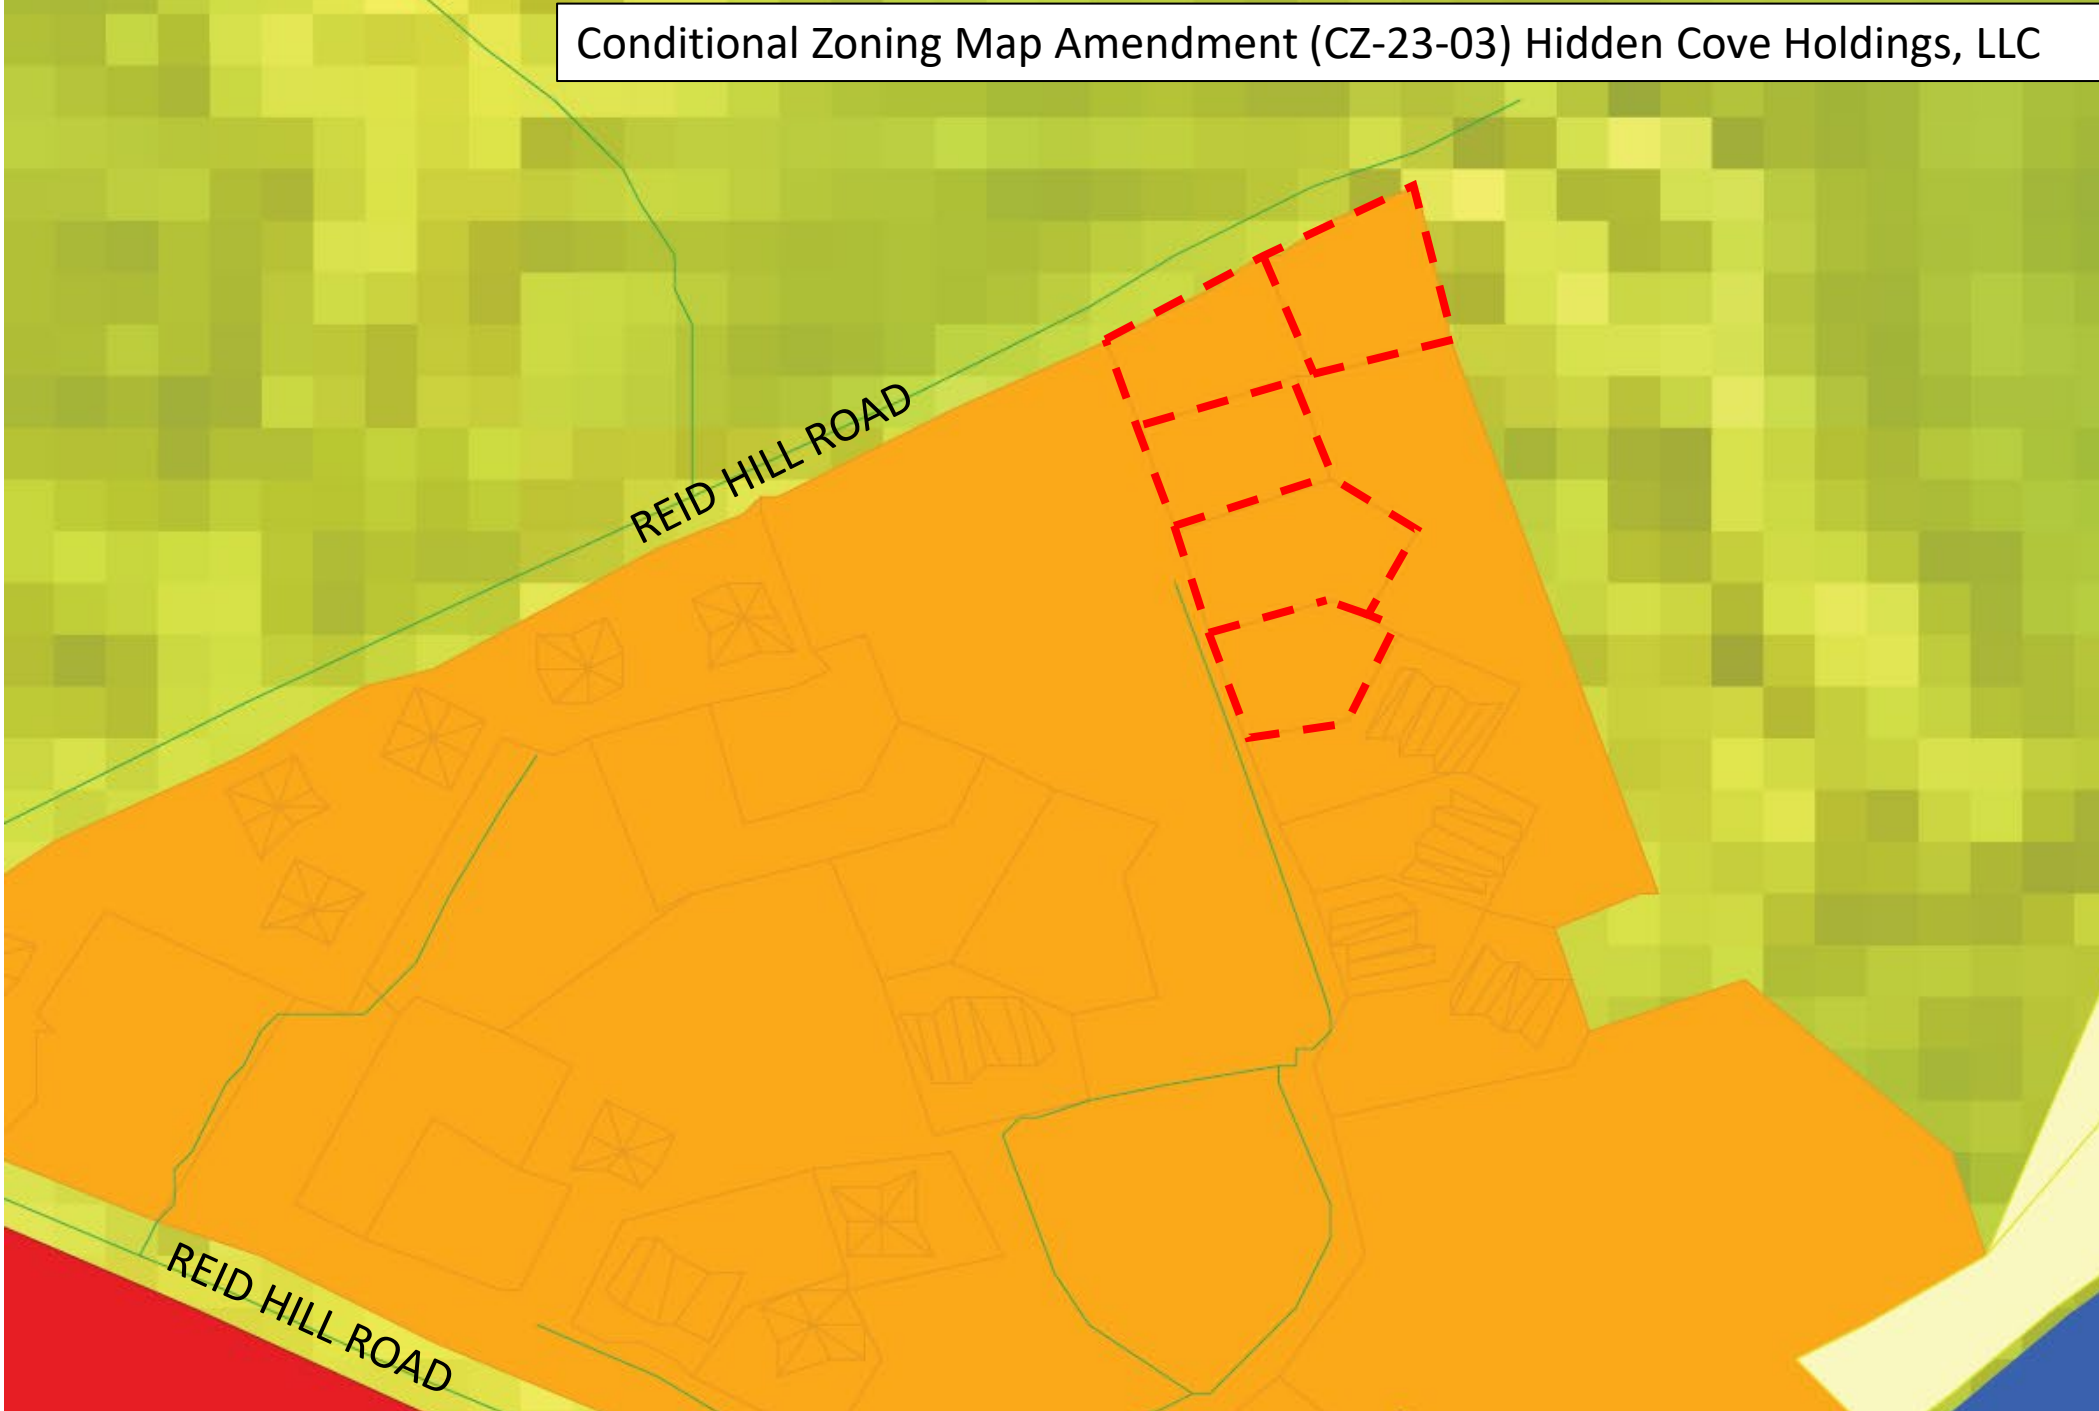 Conditional Zoning Map Amendment (CZ-23-03) Hidden Cove Holdings, LLC
REID HILL ROAD
REID HILL ROAD